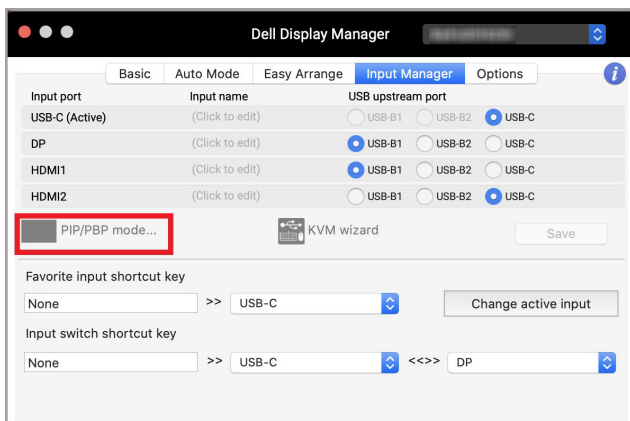 Dell Display Manager
Basic Auto Mode Easy Arrange Input Manager Options i
Input port Input name USB upstream port
USB-C (Active) (Click to edit) USB-B1 USB-B2 USB-C
DP (Click to edit) USB-B1 USB-B2 USB-C
HDMI1 (Click to edit) USB-B1 USB-B2 USB-C
HDMI2 (Click to edit) USB-B1 USB-B2 USB-C
PIP/PBP mode... KVM wizard Save
Favorite input shortcut key
None >> USB-C Change active input
Input switch shortcut key
None >> USB-C <<>> DP